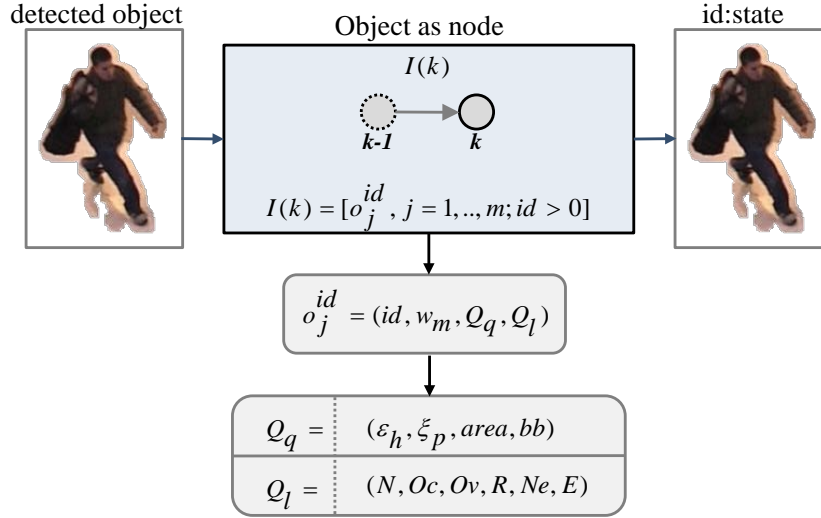 detected object
Object as node
id:state
I(k)
k-1
k
I(k) = [o_j^{id}, j = 1,.., m; id > 0]
o_j^{id} = (id, w_m, Q_q, Q_l)
Q_q = (ε_h, ξ_p, area, bb)
Q_l = (N, Oc, Ov, R, Ne, E)